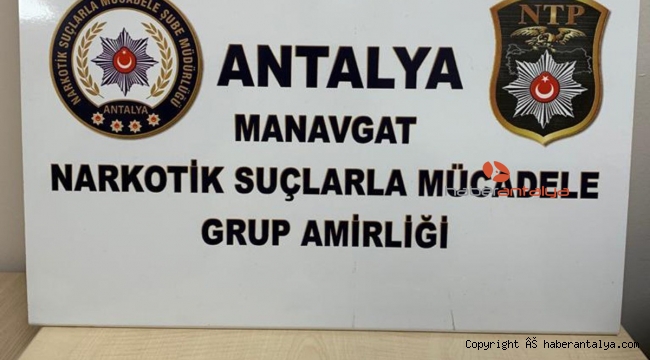 NARKOTİK SUÇLARLA MÜCADELE ŞUBE MÜDÜRLÜĞÜ
ANTALYA
NTP
ANTALYA
MANAVGAT
NARKOTİK SUÇLARLA MÜCADELE
haberantalya
GRUP AMİRLİĞİ
Copyright ÂŠ haberantalya.com